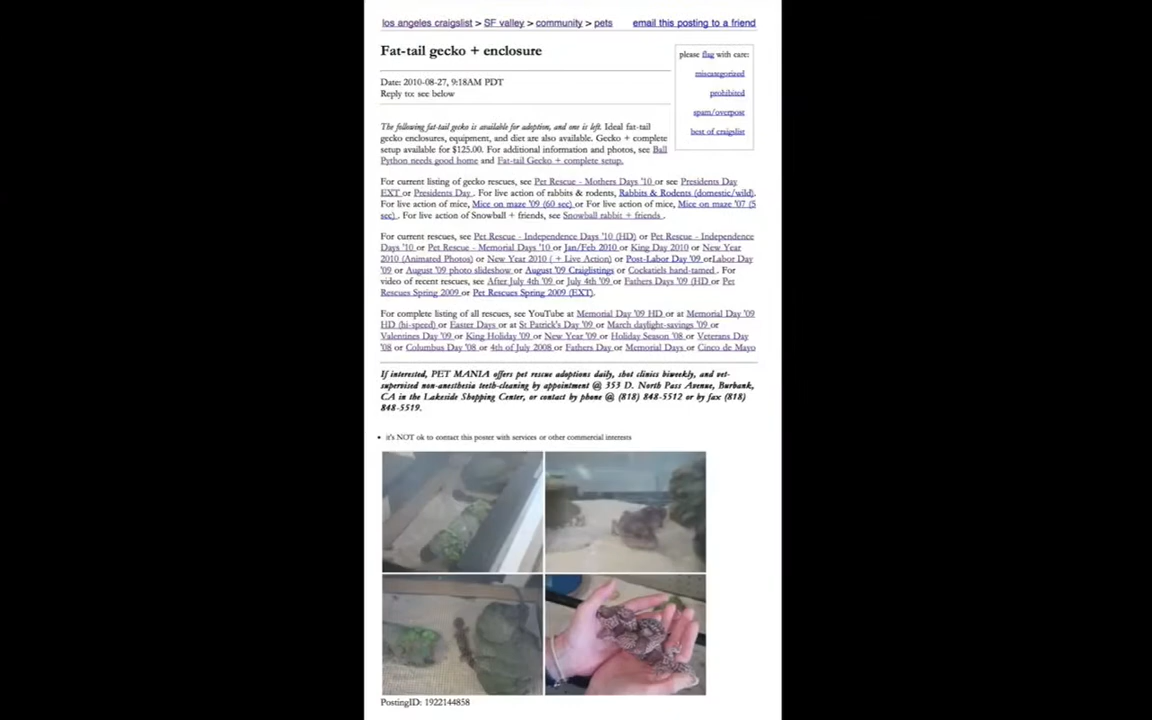 los angeles craigslist > SF valley > community > pets
email this posting to a friend
Fat-tail gecko + enclosure
please flag with care:
miscategorized
prohibited
spam/overpost
best of craigslist
Date: 2010-08-27, 9:18AM PDT
Reply to: see below
The following fat-tail gecko is available for adoption, and one is left. Ideal fat-tail
gecko enclosures, equipment, and diet are also available. Gecko + complete
setup available for $125.00. For additional information and photos, see Ball
Python needs good home and Fat-tail Gecko + complete setup.
For current listing of gecko rescues, see Pet Rescue - Mothers Days '10 or see Presidents Day
EXT or Presidents Day . For live action of rabbits & rodents, Rabbits & Rodents (domestic/wild).
For live action of mice, Mice on maze '09 (60 sec) or For live action of mice, Mice on maze '07 (5
sec) . For live action of Snowball + friends, see Snowball rabbit + friends .
For current rescues, see Pet Rescue - Independence Days '10 (HD) or Pet Rescue - Independence
Days '10 or Pet Rescue - Memorial Days '10 or Jan/Feb 2010 or King Day 2010 or New Year
2010 (Animated Photos) or New Year 2010 ( + Live Action) or Post-Labor Day '09 orLabor Day
'09 or August '09 photo slideshow or August '09 Craiglistings or Cockatiels hand-tamed . For
video of recent rescues, see After July 4th '09 or July 4th '09 or Fathers Days '09 (HD or Pet
Rescues Spring 2009 or Pet Rescues Spring 2009 (EXT).
For complete listing of all rescues, see YouTube at Memorial Day '09 HD or at Memorial Day '09
HD (hi-speed) or Easter Days or at St Patrick's Day '09 or March daylight-savings '09 or
Valentines Day '09 or King Holiday '09 or New Year '09 or Holiday Season '08 or Veterans Day
'08 or Columbus Day '08 or 4th of July 2008 or Fathers Day or Memorial Days or Cinco de Mayo
If interested, PET MANIA offers pet rescue adoptions daily, shot clinics biweekly, and vet-
supervised non-anesthesia teeth-cleaning by appointment @ 353 D. North Pass Avenue, Burbank,
CA in the Lakeside Shopping Center, or contact by phone @ (818) 848-5512 or by fax (818)
848-5519.
• it's NOT ok to contact this poster with services or other commercial interests
PostingID: 1922144858